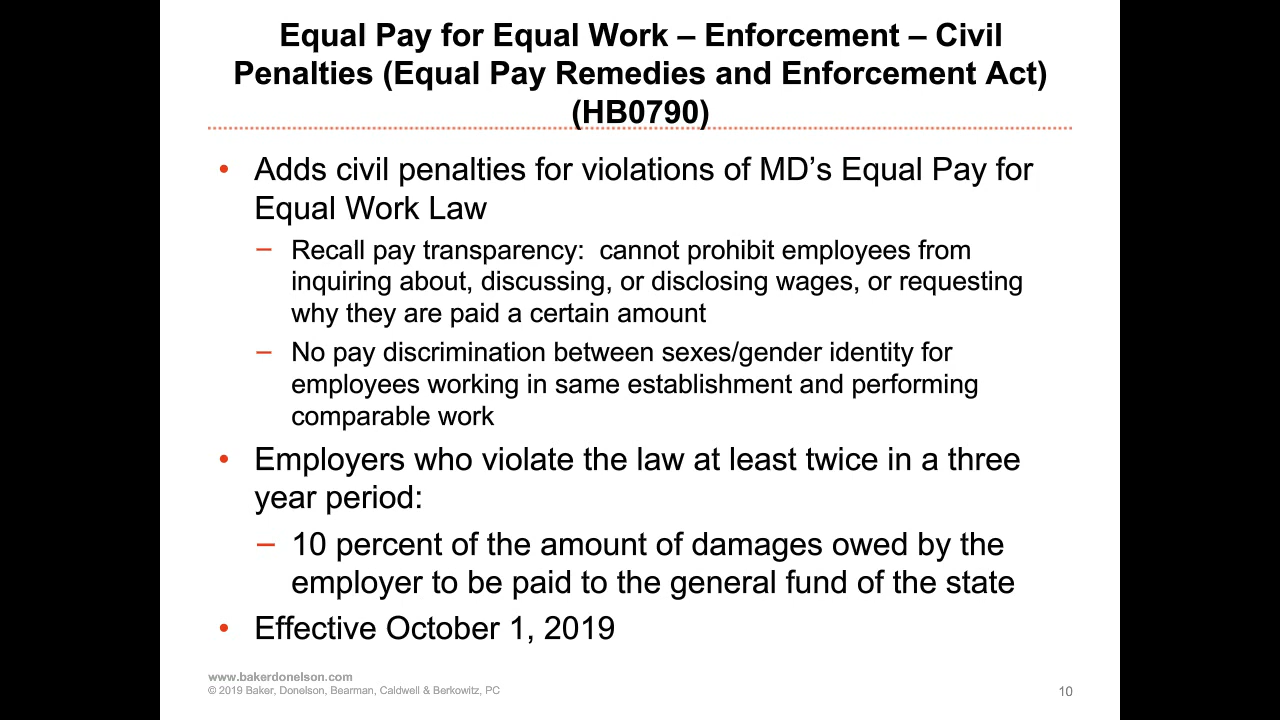 Equal Pay for Equal Work – Enforcement – Civil
Penalties (Equal Pay Remedies and Enforcement Act)
(HB0790)
• Adds civil penalties for violations of MD’s Equal Pay for
Equal Work Law
– Recall pay transparency:  cannot prohibit employees from
inquiring about, discussing, or disclosing wages, or requesting
why they are paid a certain amount
– No pay discrimination between sexes/gender identity for
employees working in same establishment and performing
comparable work
• Employers who violate the law at least twice in a three
year period:
– 10 percent of the amount of damages owed by the
employer to be paid to the general fund of the state
• Effective October 1, 2019
www.bakerdonelson.com
© 2019 Baker, Donelson, Bearman, Caldwell & Berkowitz, PC
10